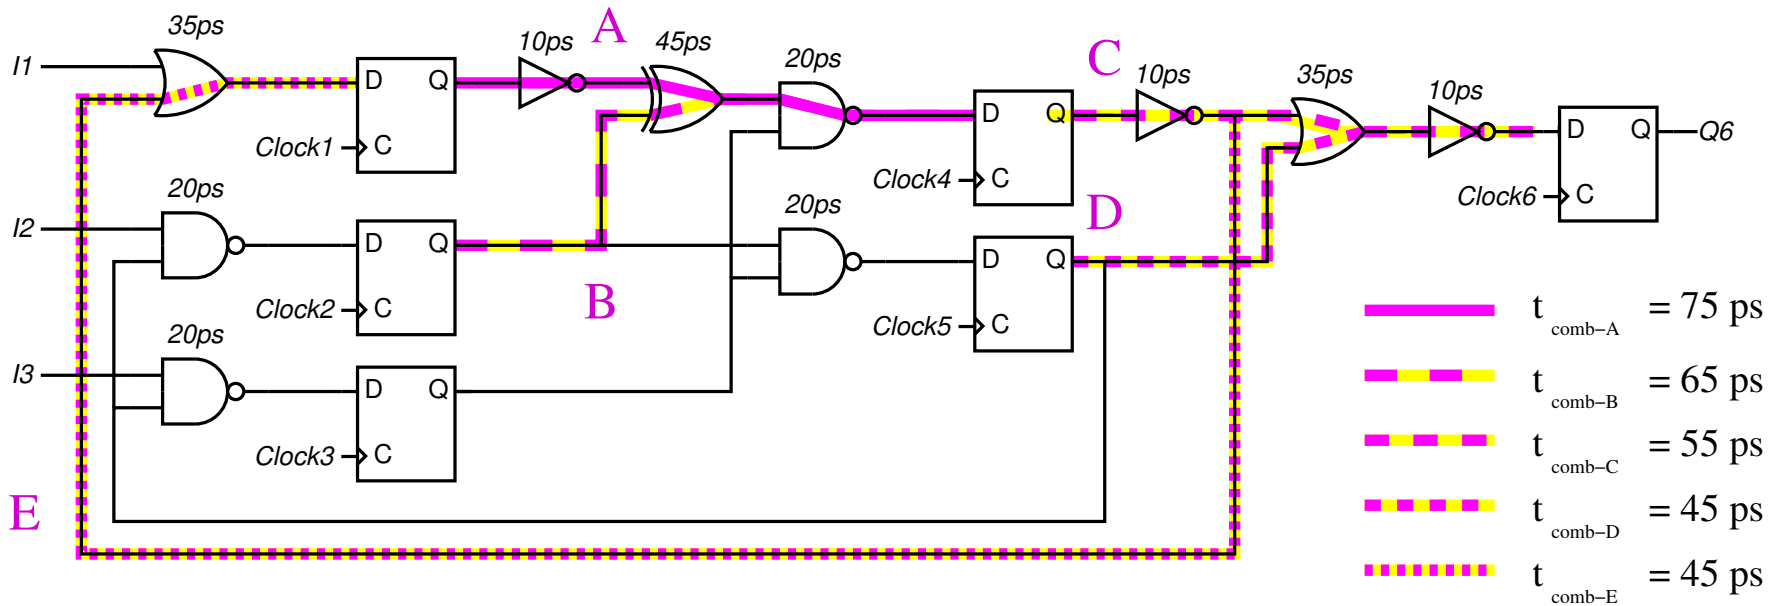 A
35ps
10ps
45ps
20ps
C
10ps
35ps
10ps
I1
D Q
D Q
D Q
Q6
Clock1
C
Clock4
C
Clock6
C
20ps
20ps
D
I2
D Q
D Q
B
Clock2
C
Clock5
C
t comb-A = 75 ps
20ps
I3
D Q
t comb-B = 65 ps
Clock3
C
t comb-C = 55 ps
E
t comb-D = 45 ps
t comb-E = 45 ps